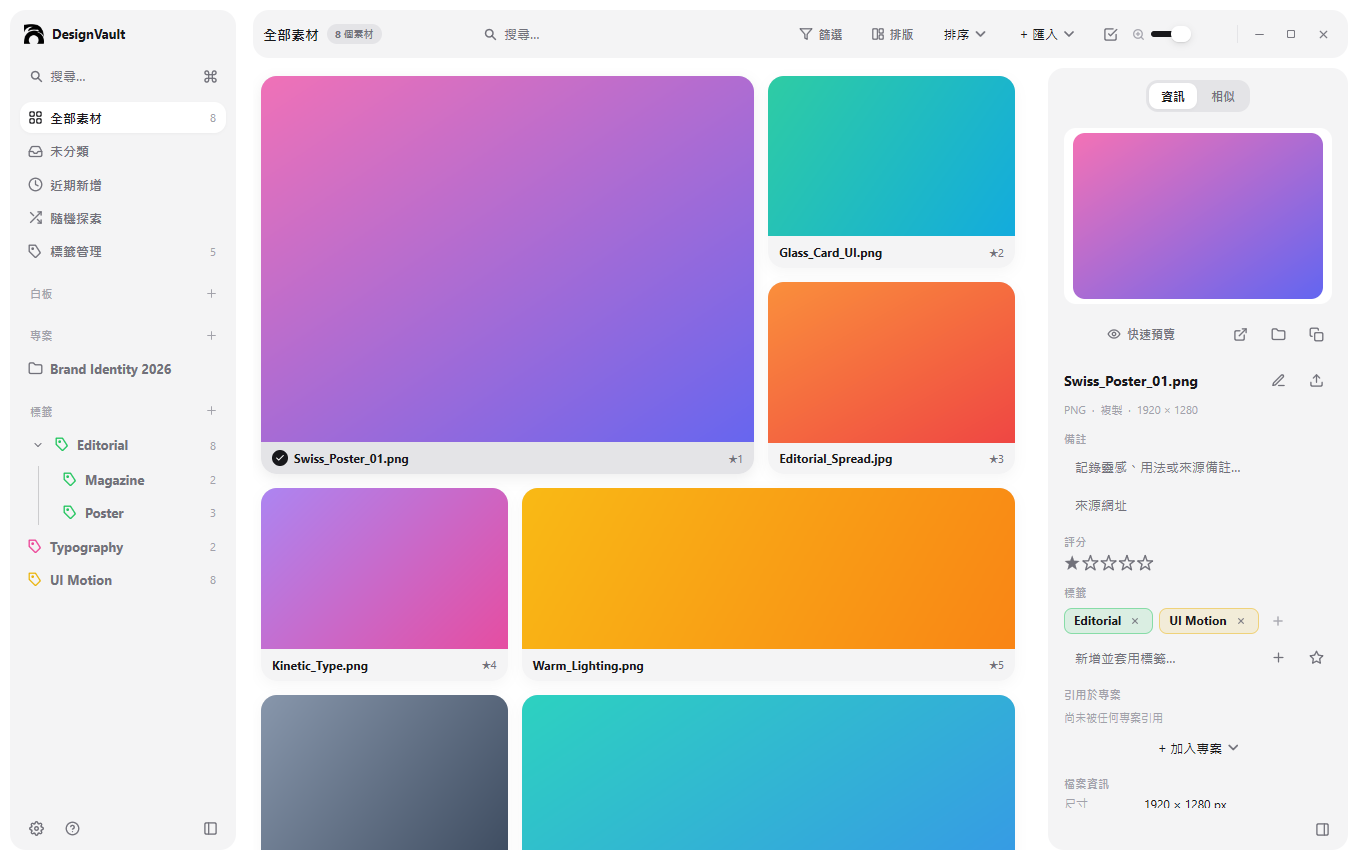 DesignVault
搜尋...
全部素材 8
未分類
近期新增
隨機探索
標籤管理 5
白板
專案
Brand Identity 2026
標籤
Editorial 8
Magazine 2
Poster 3
Typography 2
UI Motion 8
全部素材 8 個素材 搜尋... 篩選 排版 排序 + 匯入
Swiss_Poster_01.png ★1
Glass_Card_UI.png ★2
Editorial_Spread.jpg ★3
Kinetic_Type.png ★4
Warm_Lighting.png ★5
資訊 相似
快速預覽
Swiss_Poster_01.png
PNG · 複製 · 1920 × 1280
備註
記錄靈感、用法或來源備註...
來源網址
評分
標籤
Editorial × UI Motion ×
新增並套用標籤...
引用於專案
尚未被任何專案引用
+ 加入專案
檔案資訊
尺寸 1920 × 1280 px